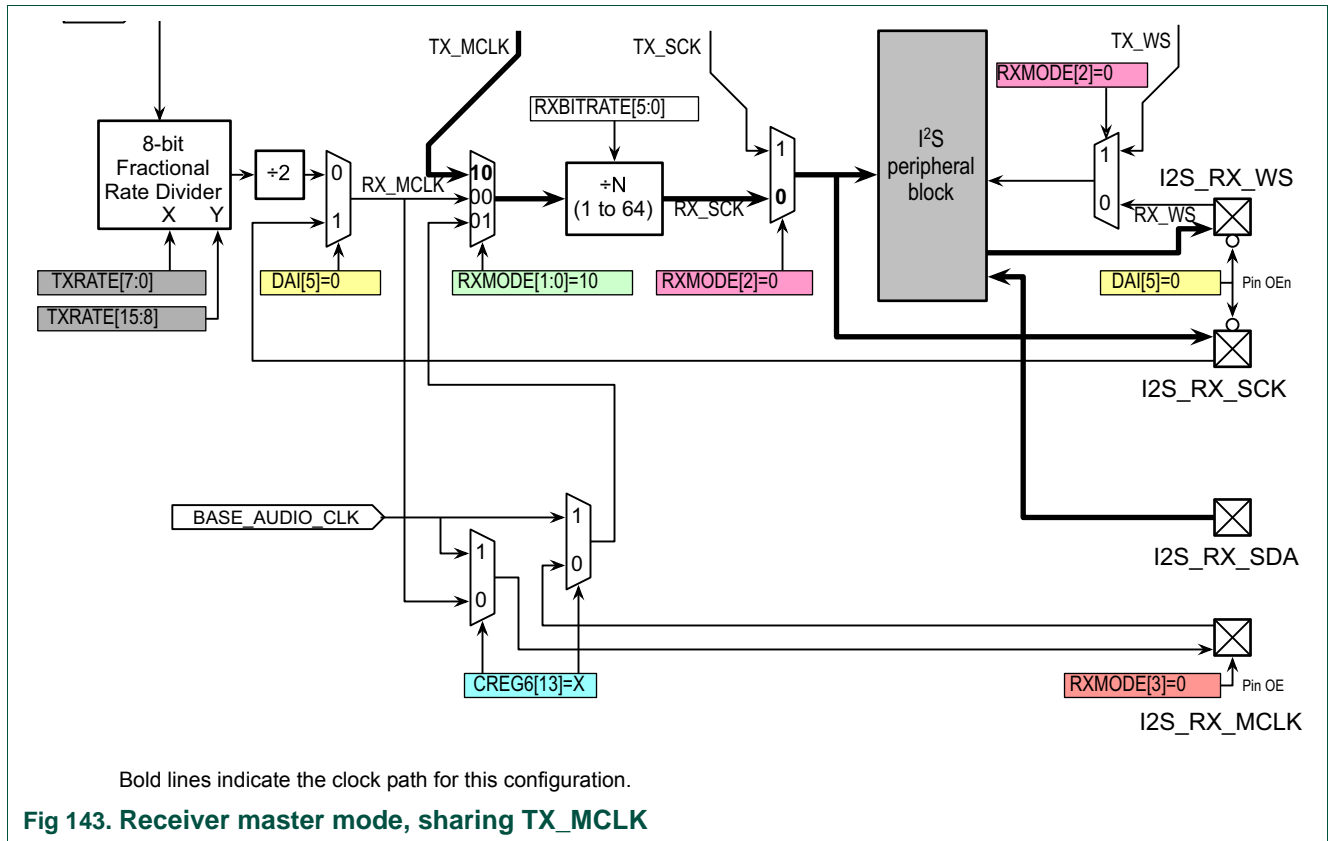 TX_MCLK
TX_SCK
TX_WS
RXMODE[2]=0
RXBITRATE[5:0]
8-bit
Fractional
Rate Divider
X Y
÷2
0
1
RX_MCLK
10
00
01
÷N
(1 to 64)
RX_SCK
1
0
I²S
peripheral
block
1
0
I2S_RX_WS
RX_WS
TXRATE[7:0]
TXRATE[15:8]
DAI[5]=0
RXMODE[1:0]=10
RXMODE[2]=0
DAI[5]=0
Pin OEn
I2S_RX_SCK
BASE_AUDIO_CLK
1
0
1
0
I2S_RX_SDA
CREG6[13]=X
RXMODE[3]=0
Pin OE
I2S_RX_MCLK
Bold lines indicate the clock path for this configuration.
Fig 143. Receiver master mode, sharing TX_MCLK